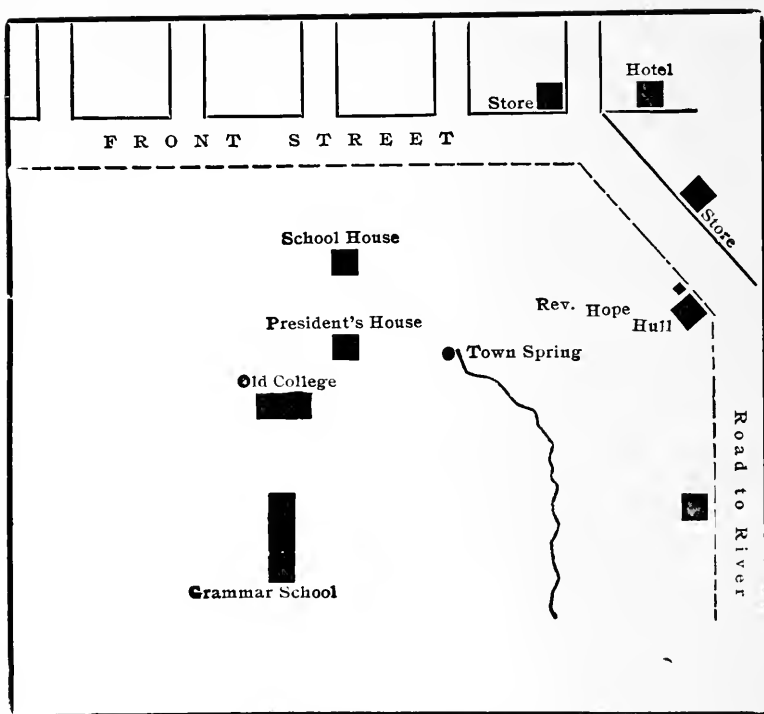 Hotel
Store
FRONT STREET
Store
School House
Rev. Hope Hull
President's House
Town Spring
Old College
Road to River
Grammar School